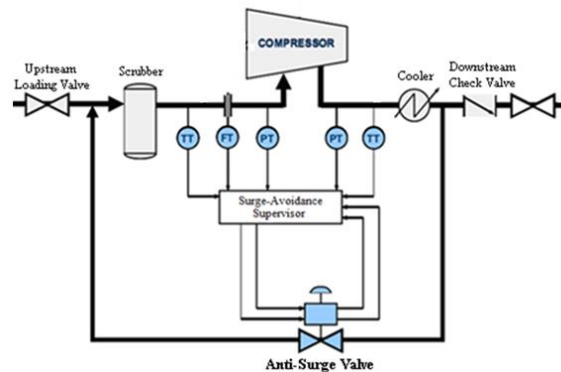 COMPRESSOR
Upstream
Loading Valve
Scrubber
Cooler
Downstream
Check Valve
TT
FT
PT
PT
TT
Surge-Avoidance
Supervisor
Anti-Surge Valve